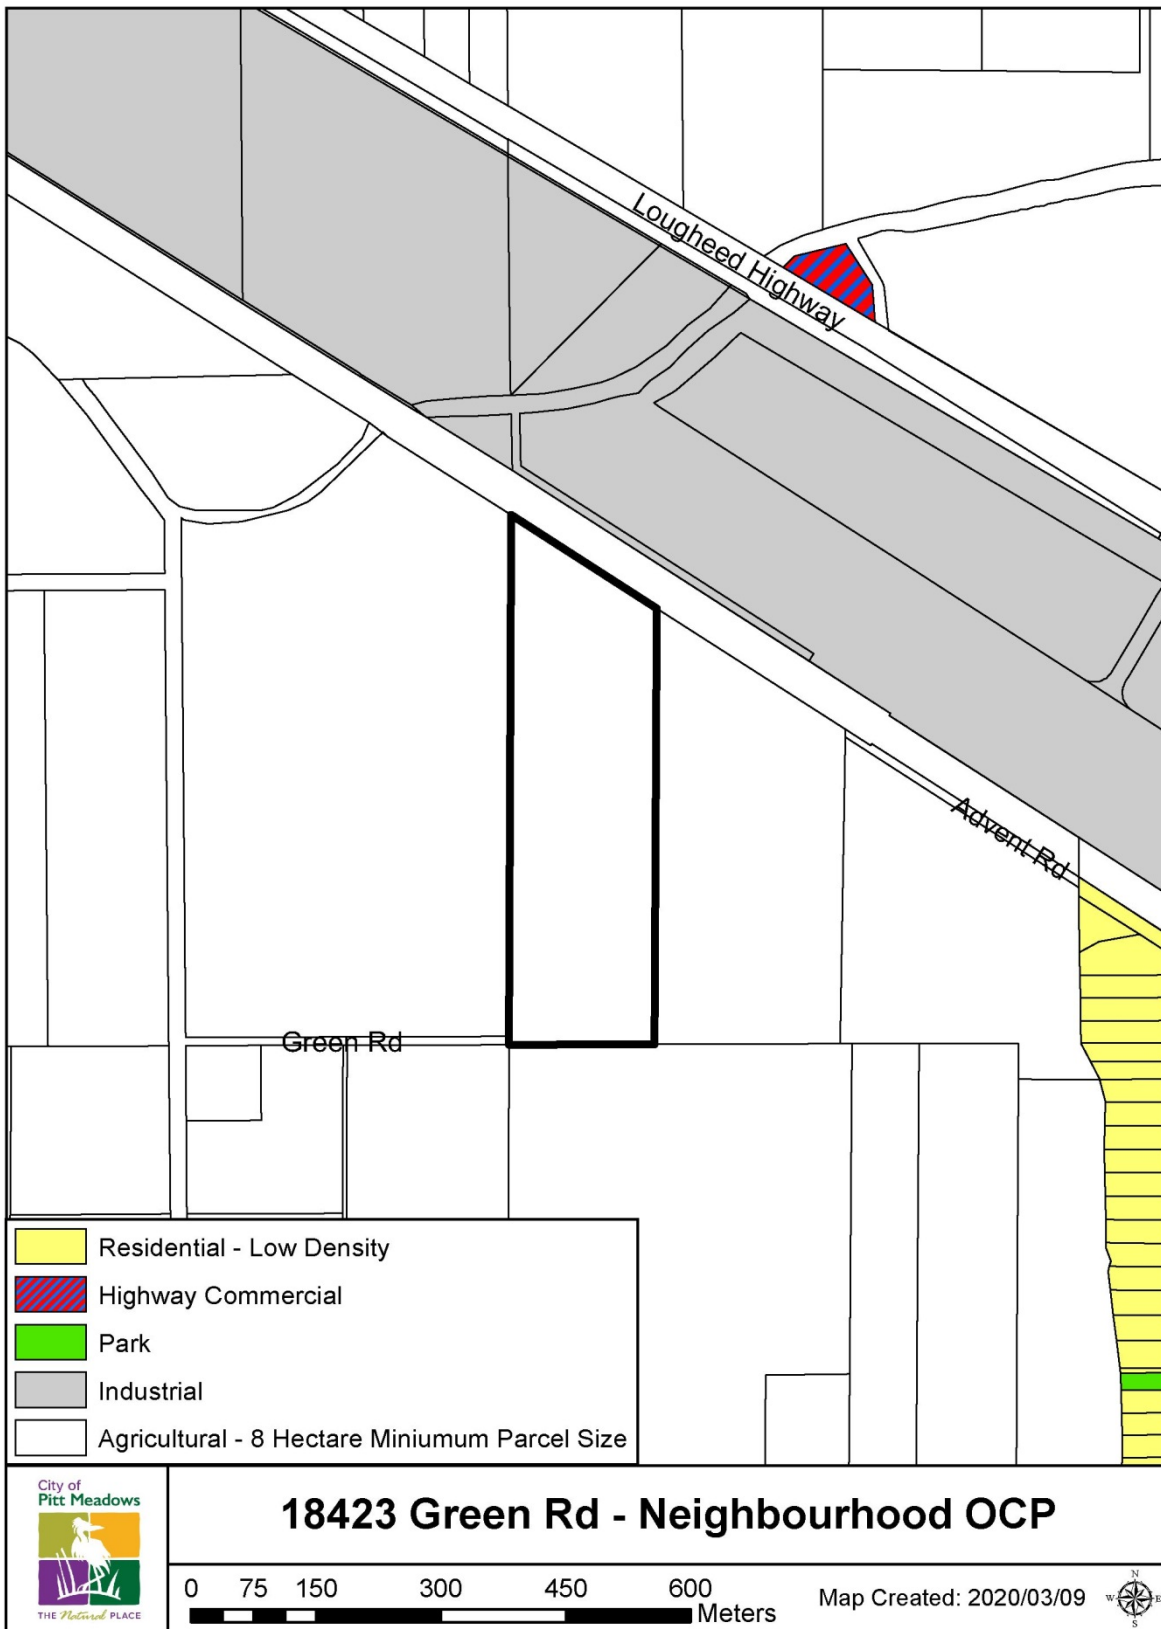 Lougheed Highway
Advent Rd
Green Rd
Residential - Low Density
Highway Commercial
Park
Industrial
Agricultural - 8 Hectare Miniumum Parcel Size
City of
Pitt Meadows
THE Natural PLACE
18423 Green Rd - Neighbourhood OCP
0 75 150 300 450 600
Meters
Map Created: 2020/03/09
N
W E
S